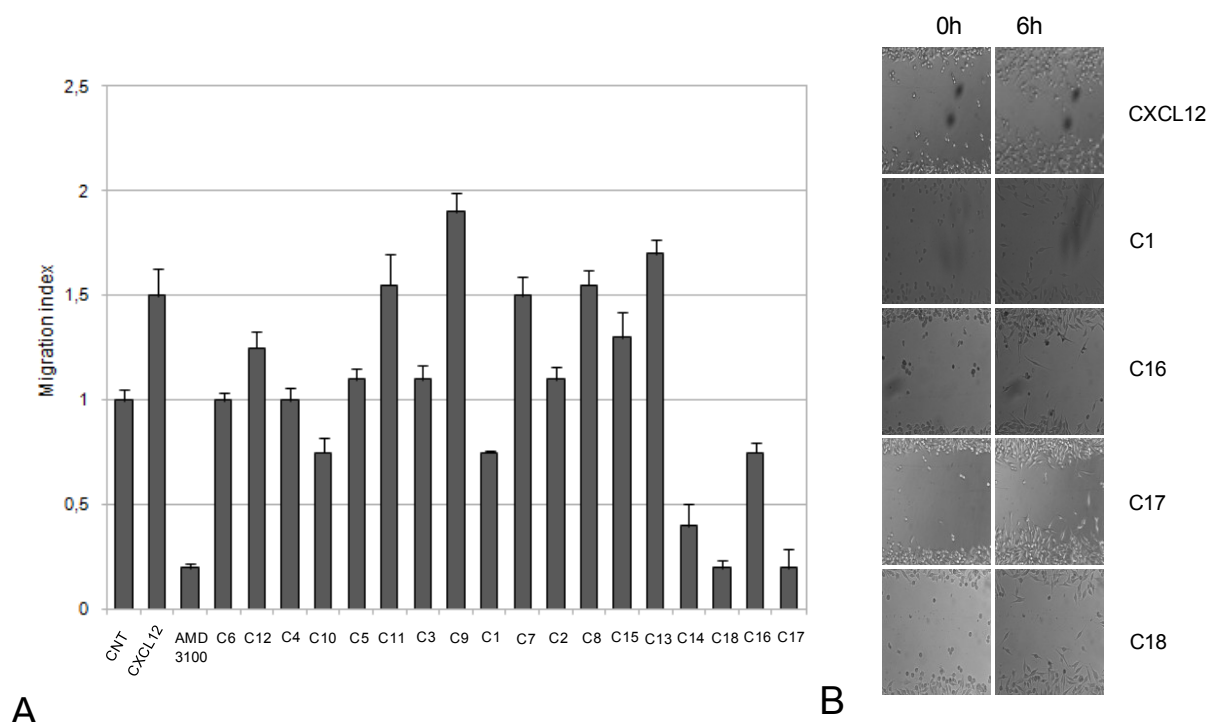 0h 6h
2,5
2
1,5
1
0,5
0
Migration index
CNT CXCL12 AMD 3100 C6 C12 C4 C10 C5 C11 C3 C9 C1 C7 C2 C8 C15 C13 C14 C18 C16 C17
A
CXCL12
C1
C16
C17
C18
B